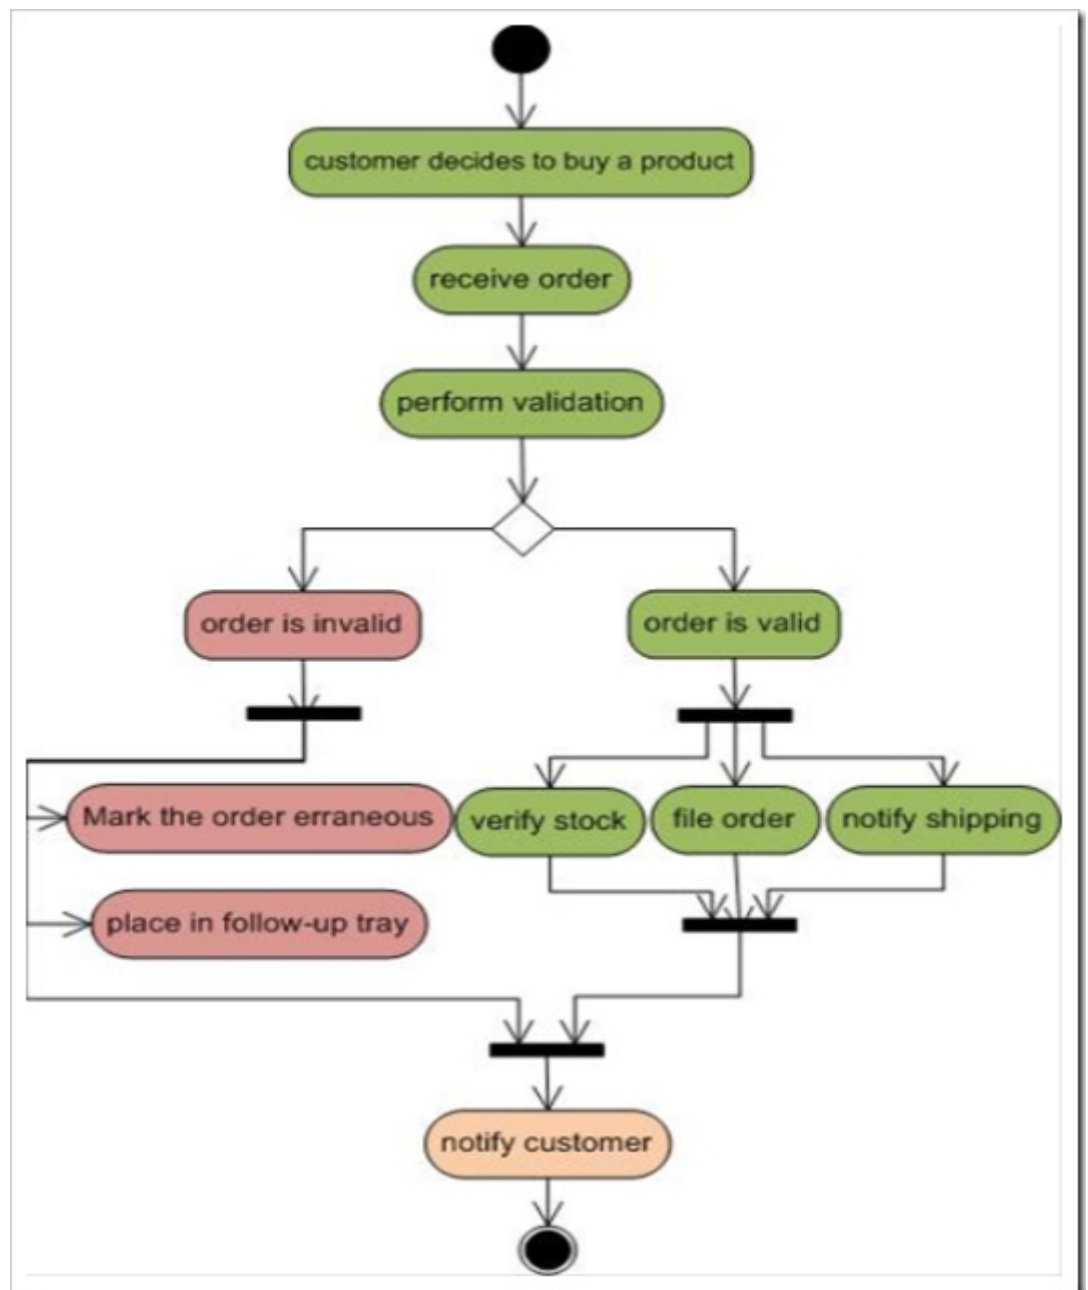 customer decides to buy a product
receive order
perform validation
order is invalid
order is valid
Mark the order erraneous
verify stock
file order
notify shipping
place in follow-up tray
notify customer